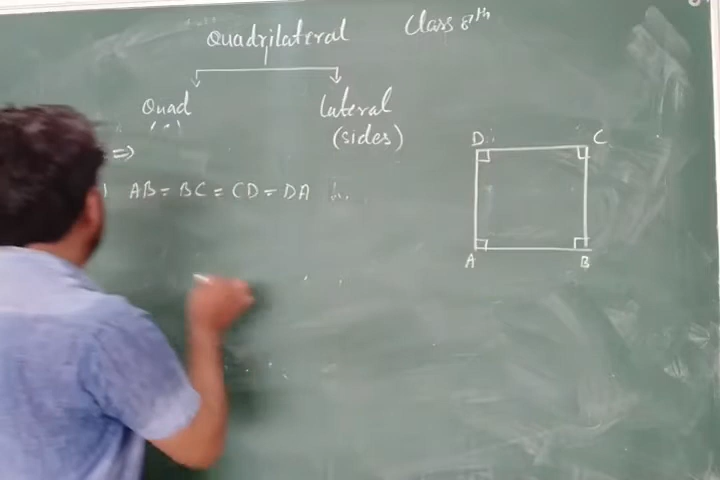 Quadrilateral
Class 8th
Quad
Lateral
(sides)
⇒
AB = BC = CD = DA
D C
A B